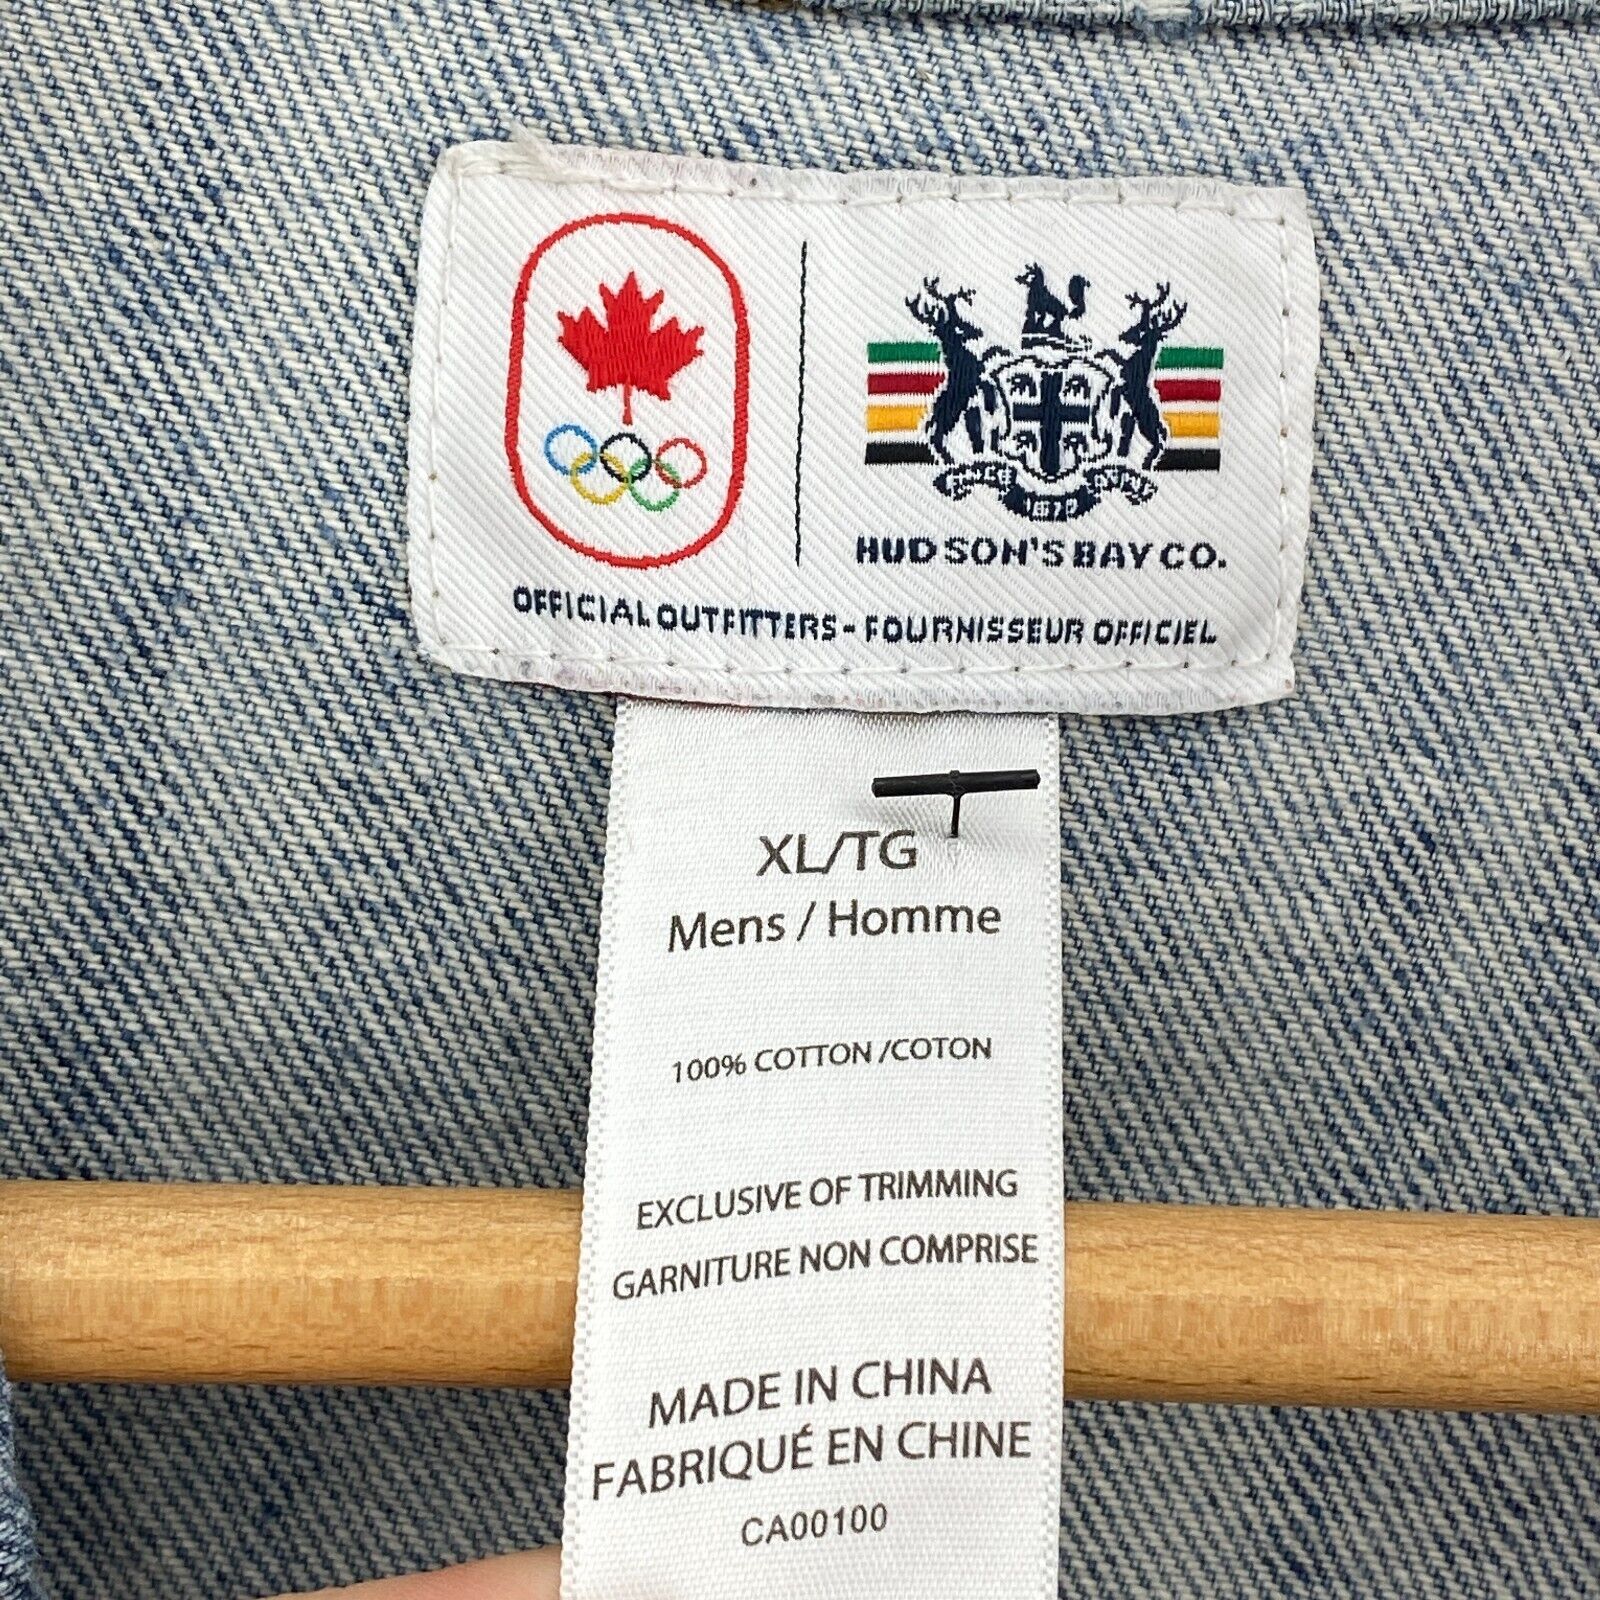 1670
HUDSON'S BAY CO.
OFFICIAL OUTFITTERS - FOURNISSEUR OFFICIEL
XL/TG
Mens / Homme
100% COTTON /COTON
EXCLUSIVE OF TRIMMING
GARNITURE NON COMPRISE
MADE IN CHINA
FABRIQUÉ EN CHINE
CA00100